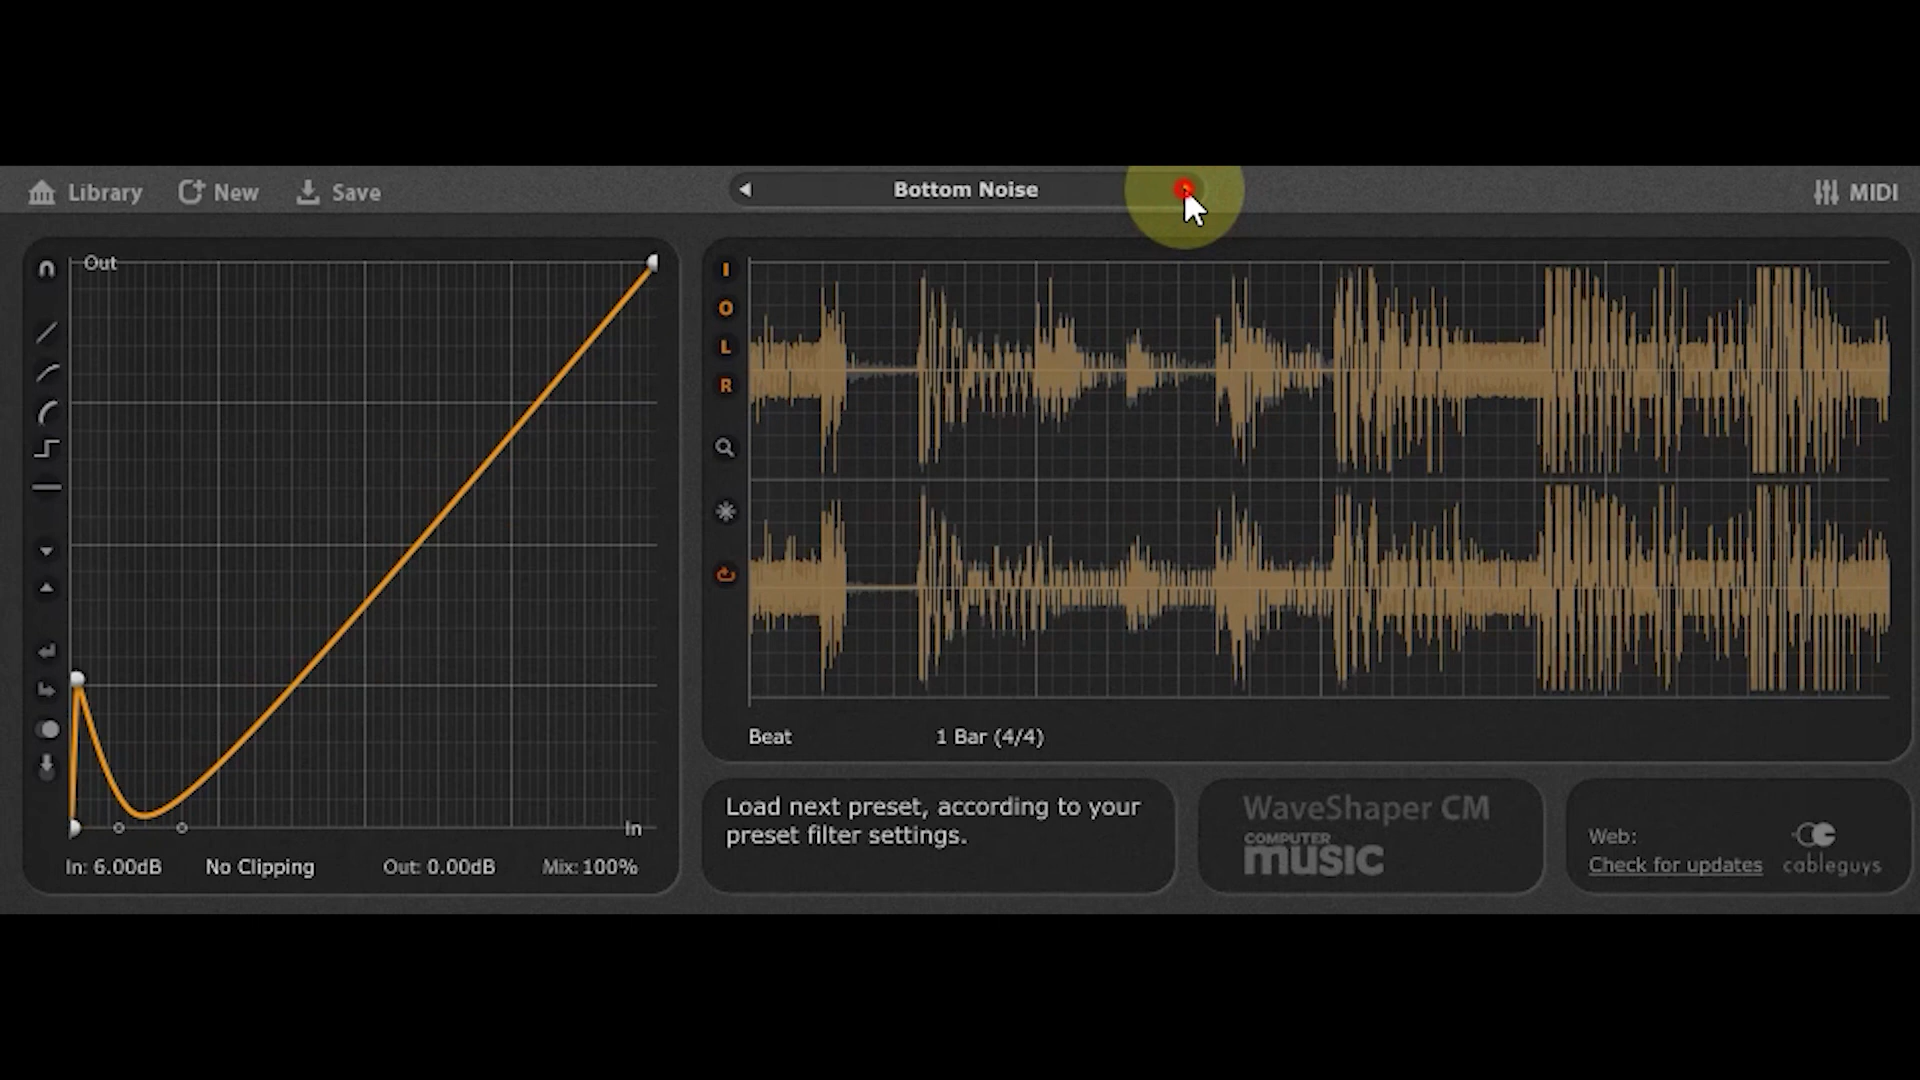 Library
New
Save
Bottom Noise
MIDI
Out
I
O
L
R
In
In: 6.00dB
No Clipping
Out: 0.00dB
Mix: 100%
Beat
1 Bar (4/4)
Load next preset, according to your
preset filter settings.
WaveShaper CM
COMPUTER
music
Web:
Check for updates
cableguys